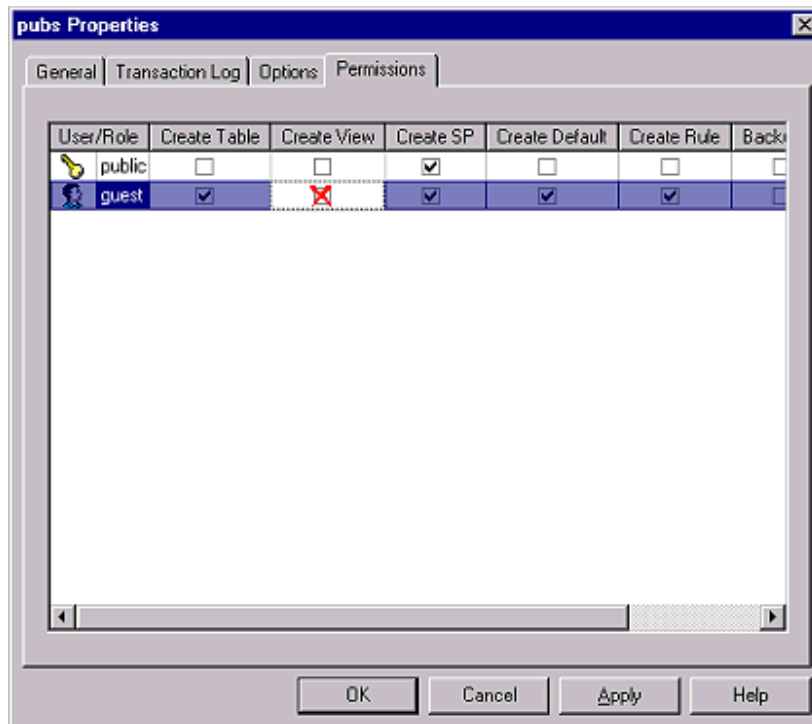 pubs Properties
General Transaction Log Options Permissions
User/Role Create Table Create View Create SP Create Default Create Rule
public
guest
OK Cancel Apply Help